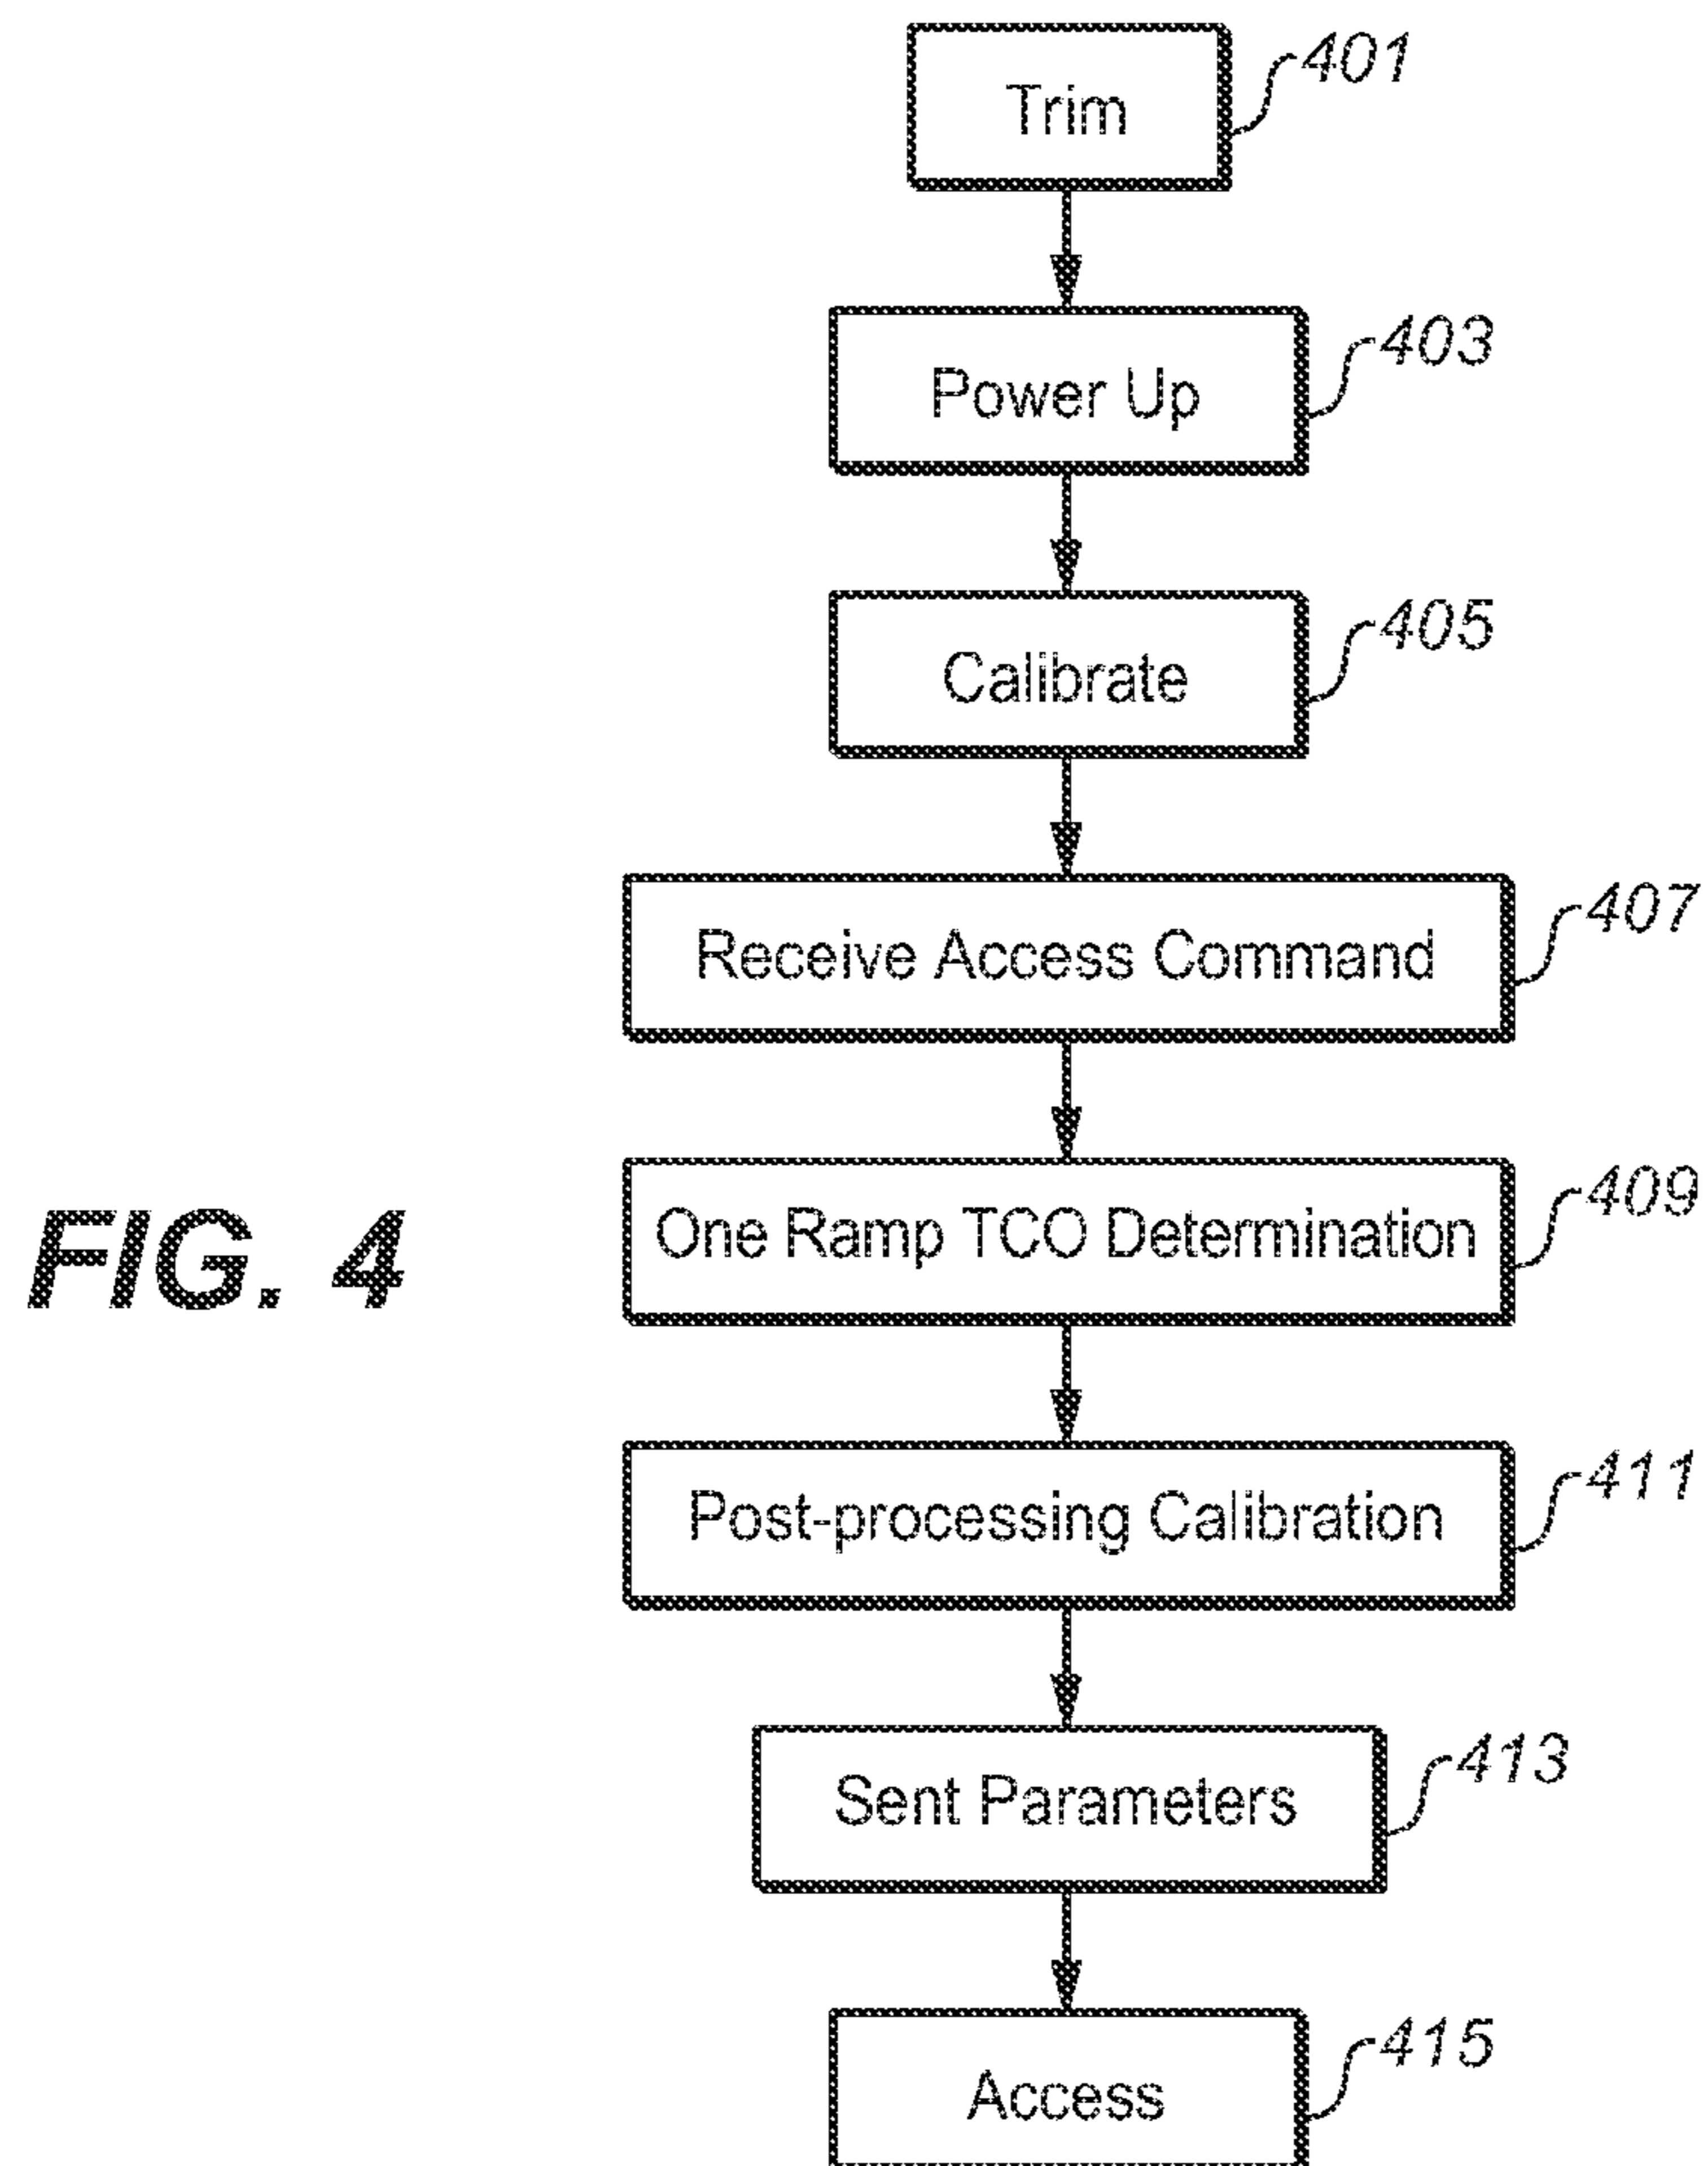 Trim
401
Power Up
403
Calibrate
405
Receive Access Command
407
One Ramp TCO Determination
409
FIG. 4
Post-processing Calibration
411
Sent Parameters
413
Access
415